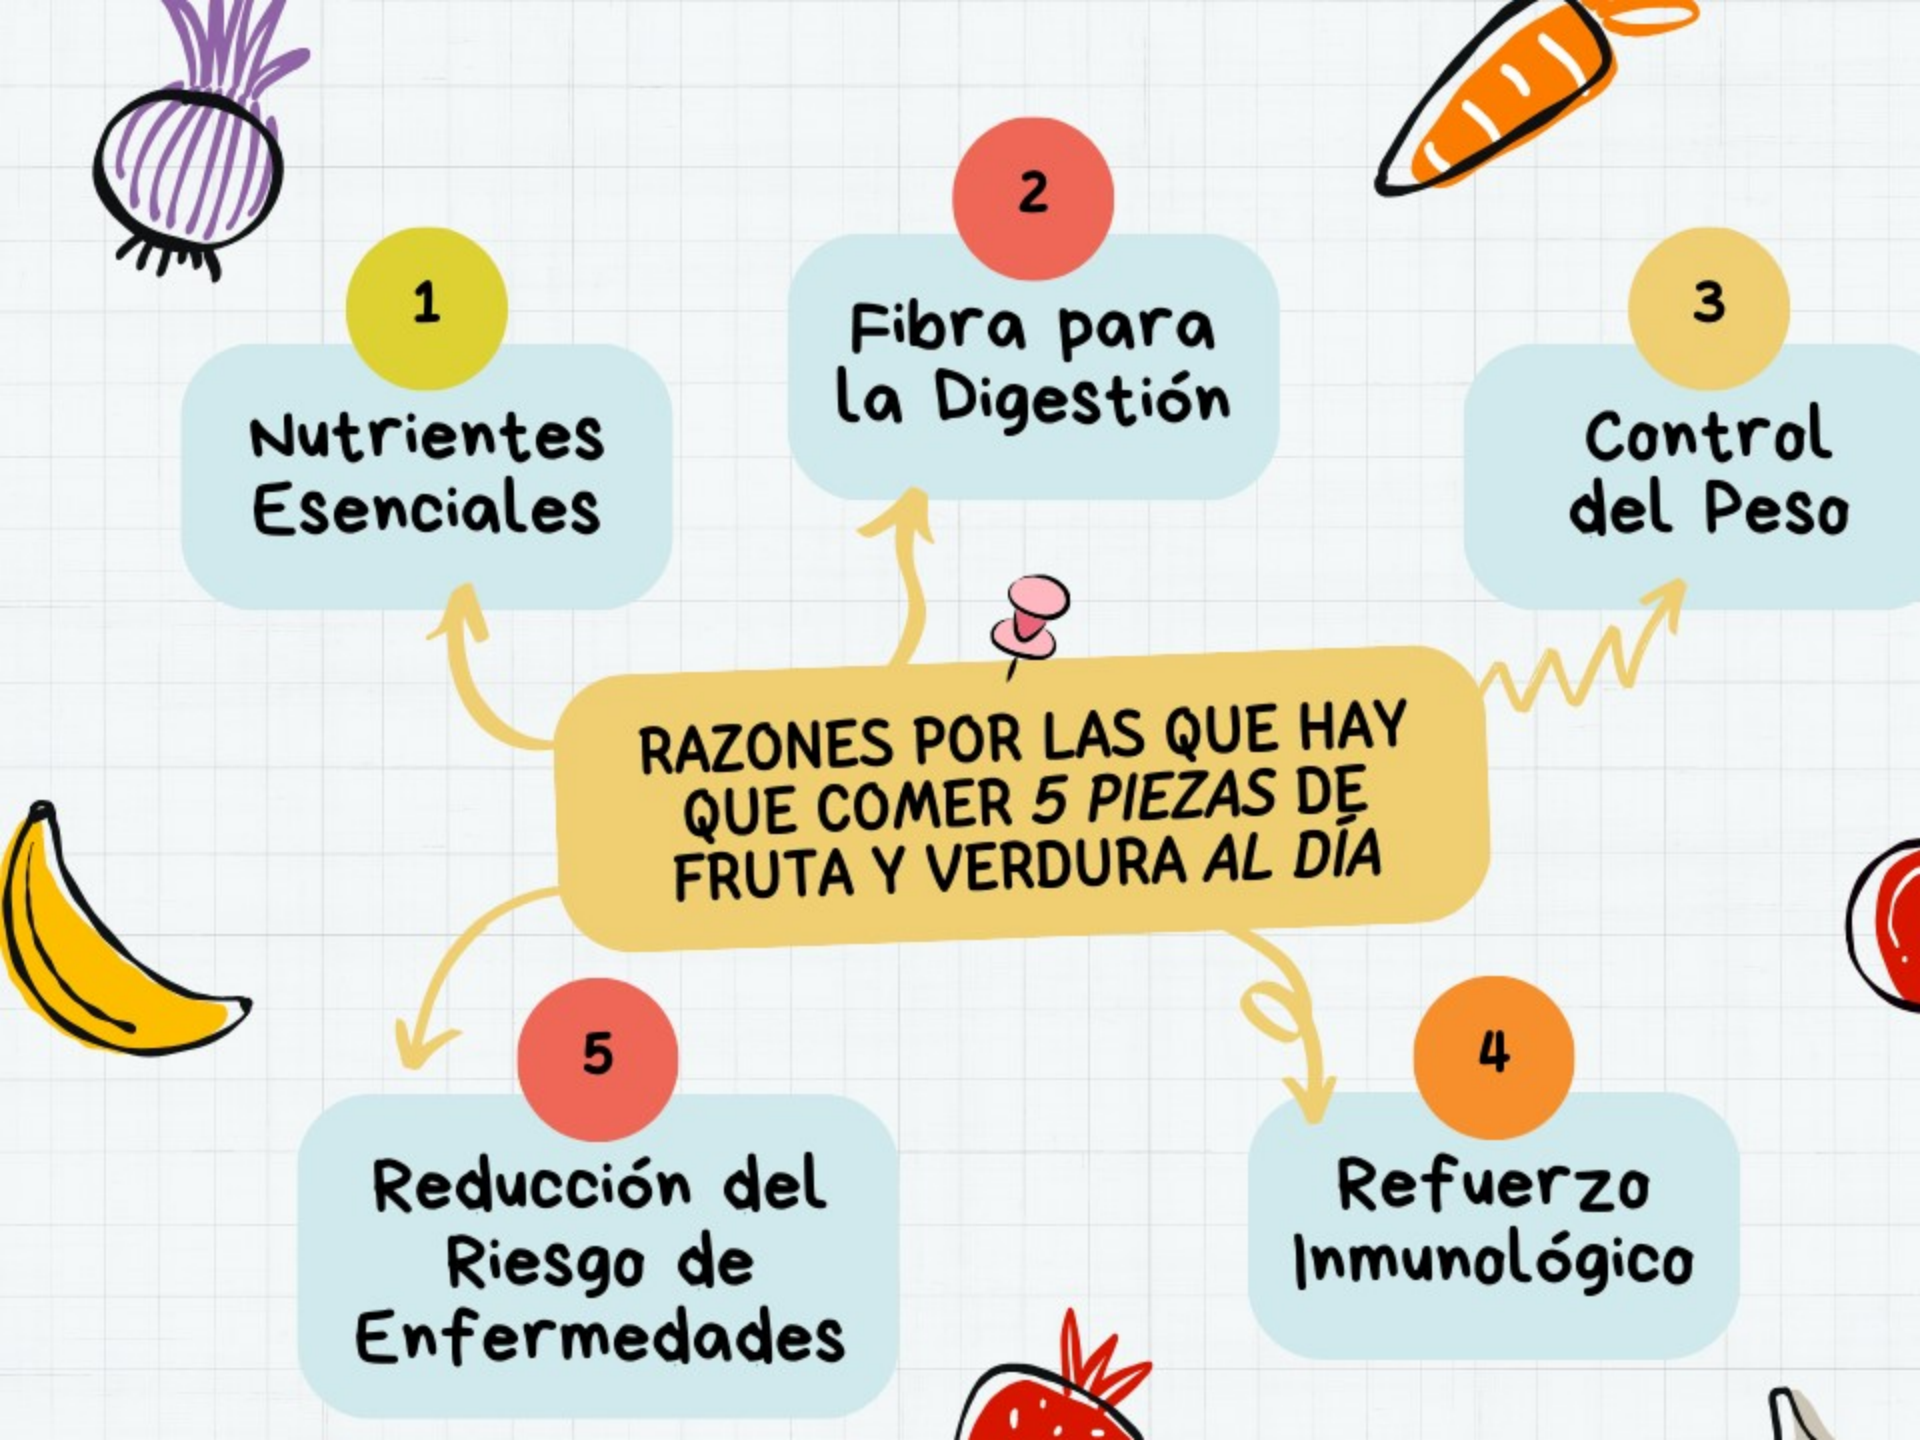 1
Nutrientes
Esenciales
2
Fibra para
la Digestión
3
Control
del Peso
RAZONES POR LAS QUE HAY
QUE COMER 5 PIEZAS DE
FRUTA Y VERDURA AL DÍA
5
Reducción del
Riesgo de
Enfermedades
4
Refuerzo
Inmunológico